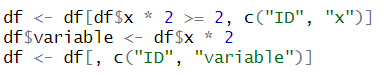 df <- df[df$x * 2 >= 2, c("ID", "x")]
df$variable <- df$x * 2
df <- df[, c("ID", "variable")]